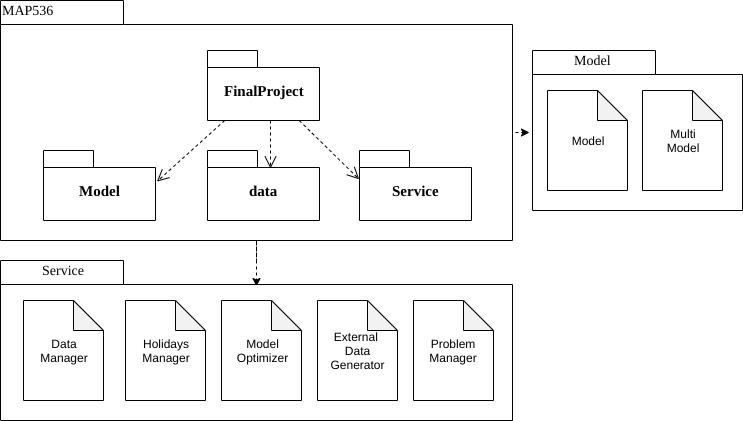 MAP536
FinalProject
Model
data
Service
Model
Model
Multi
Model
Service
Data
Manager
Holidays
Manager
Model
Optimizer
External
Data
Generator
Problem
Manager